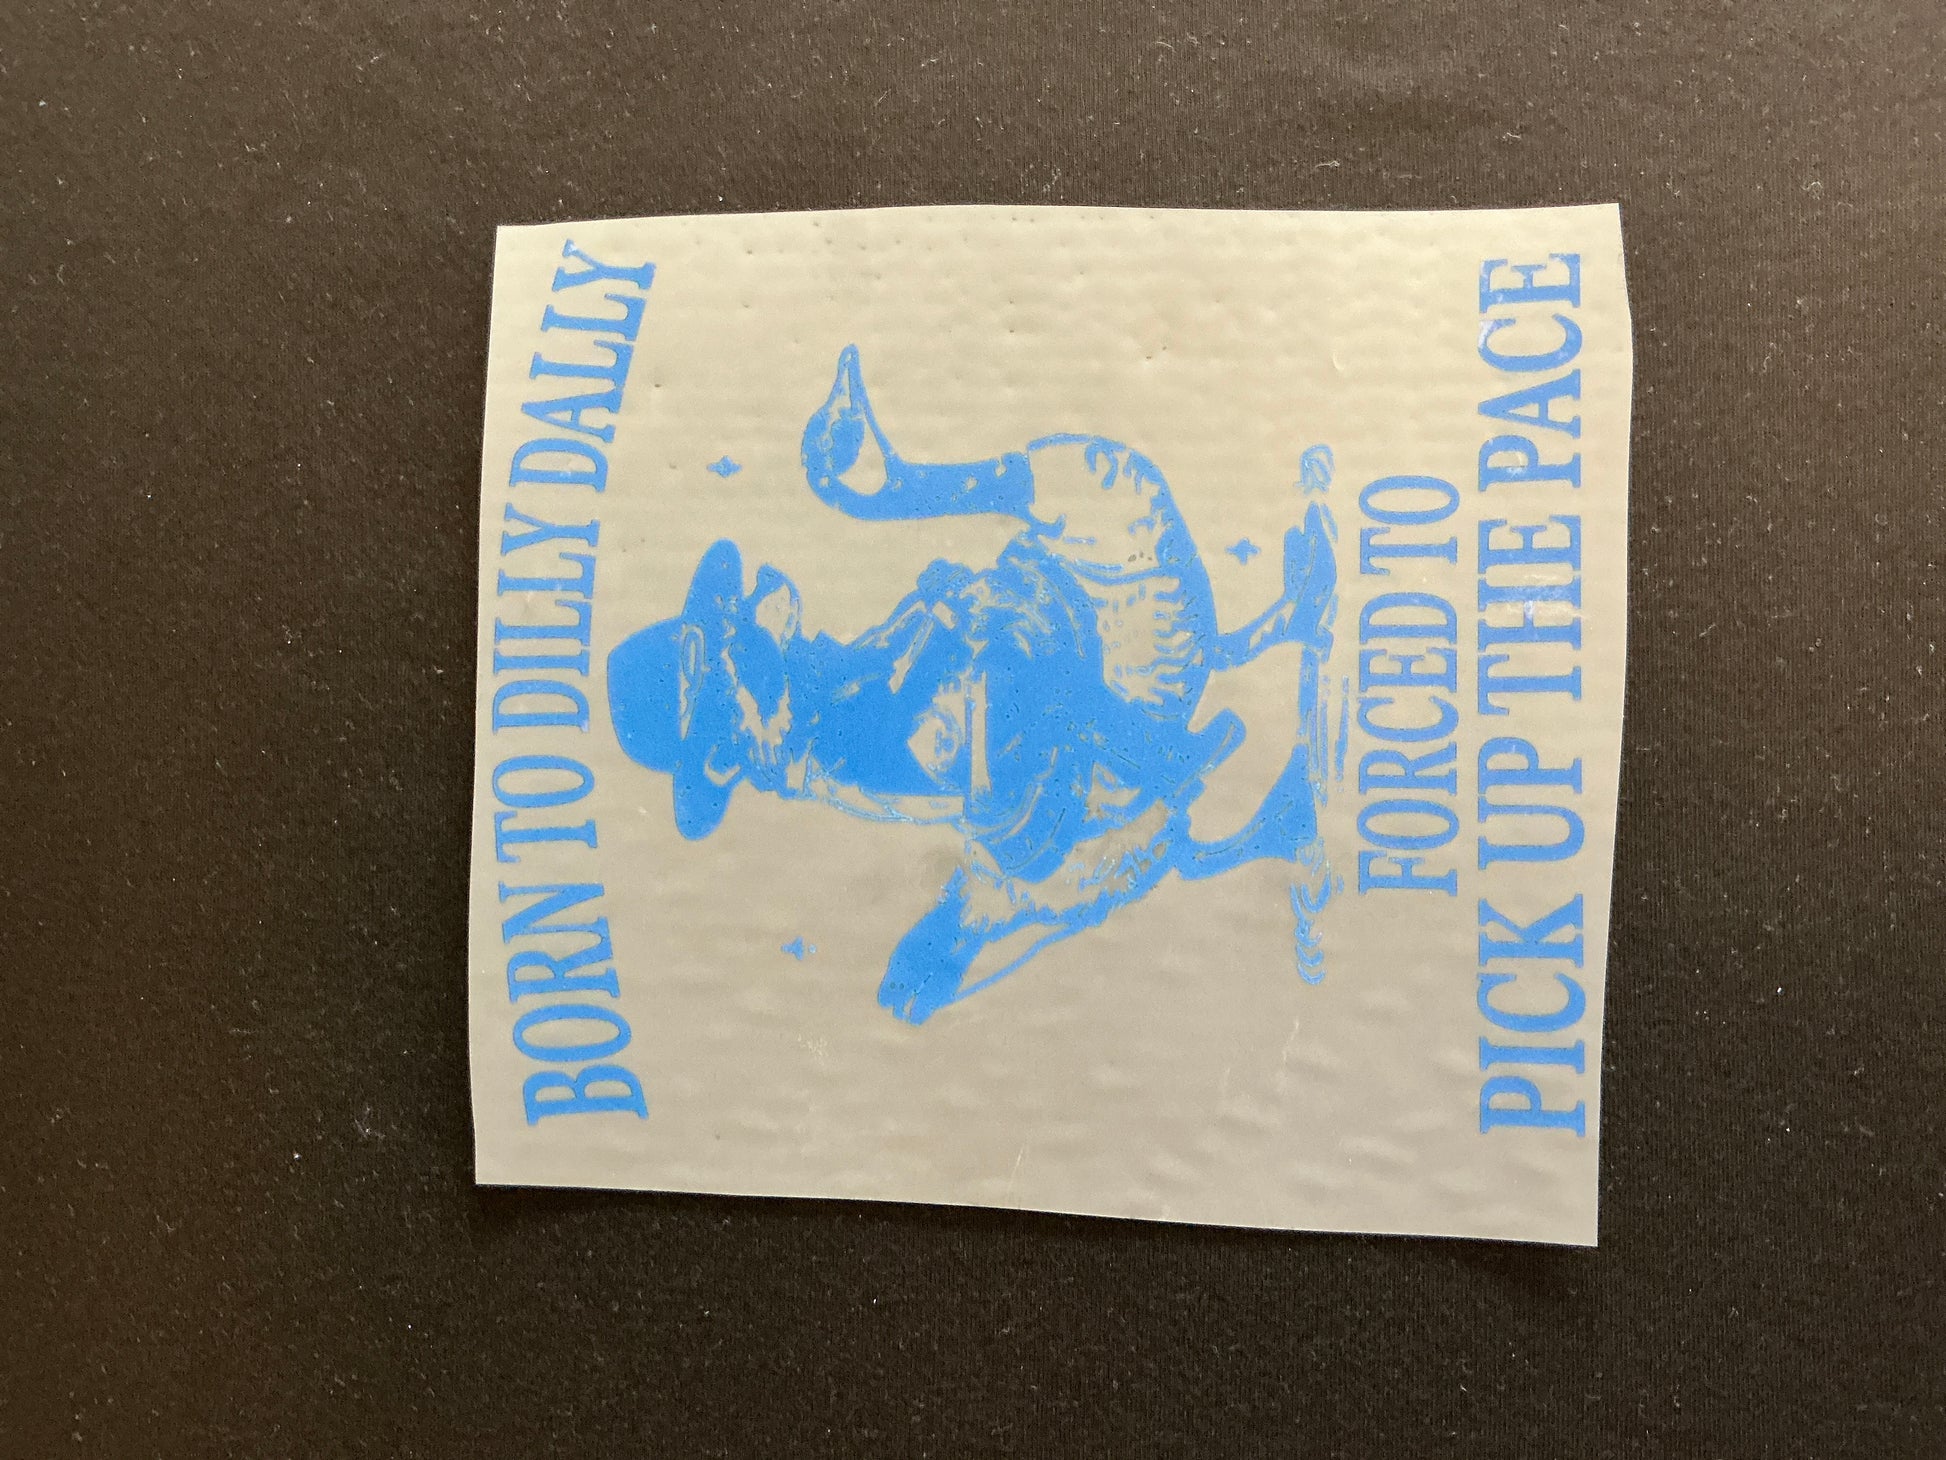 BORN TO DILLY DALLY
FORCED TO
PICK UP THE PACE